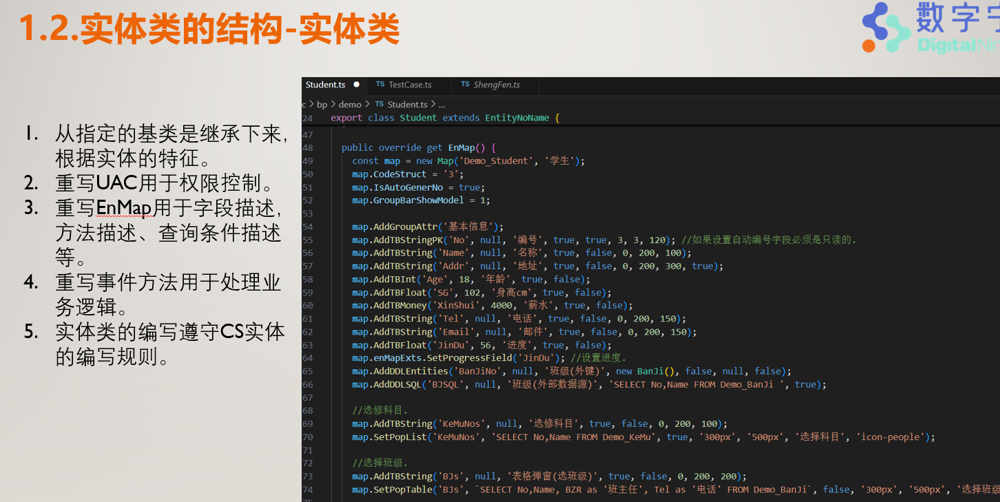 1.2.实体类的结构-实体类
数字
Digital
1. 从指定的基类是继承下来,
根据实体的特征。
2. 重写UAC用于权限控制。
3. 重写EnMap用于字段描述,
方法描述、查询条件描述
等。
4. 重写事件方法用于处理业
务逻辑。
5. 实体类的编写遵守CS实体
的编写规则。
Student.ts ● TS TestCase.ts TS ShengFen.ts
c > bp > demo > TS Student.ts > ...
24 export class Student extends EntityNoName {
47
48 public override get EnMap() {
49 const map = new Map('Demo_Student', '学生');
50 map.CodeStruct = '3';
51 map.IsAutoGenerNo = true;
52 map.GroupBarShowModel = 1;
53
54 map.AddGroupAttr('基本信息');
55 map.AddTBStringPK('No', null, '编号', true, true, 3, 3, 120); //如果设置自动编号字段必须是只读的.
56 map.AddTBString('Name', null, '名称', true, false, 0, 200, 100);
57 map.AddTBString('Addr', null, '地址', true, false, 0, 200, 300, true);
58 map.AddTBInt('Age', 18, '年龄', true, false);
59 map.AddTBFloat('SG', 102, '身高cm', true, false);
60 map.AddTBMoney('XinShui', 4000, '薪水', true, false);
61 map.AddTBString('Tel', null, '电话', true, false, 0, 200, 150);
62 map.AddTBString('Email', null, '邮件', true, false, 0, 200, 150);
63 map.AddTBFloat('JinDu', 56, '进度', true, false);
64 map.enMapExts.SetProgressField('JinDu'); //设置进度.
65 map.AddDDLEntities('BanJiNo', null, '班级(外键)', new BanJi(), false, null, false);
66 map.AddDDLSQL('BJSQL', null, '班级(外部数据源)', 'SELECT No,Name FROM Demo_BanJi ', true);
67
68 //选修科目.
69 map.AddTBString('KeMuNos', null, '选修科目', true, false, 0, 200, 100);
70 map.SetPopList('KeMuNos', 'SELECT No,Name FROM Demo_KeMu', true, '300px', '500px', '选择科目', 'icon-people');
71
72 //选择班级.
73 map.AddTBString('BJs', null, '表格弹窗(选班级)', true, false, 0, 200, 200);
74 map.SetPopTable('BJs', `SELECT No,Name, BZR as '班主任', Tel as '电话' FROM Demo_BanJi`, false, '300px', '500px', '选择班级